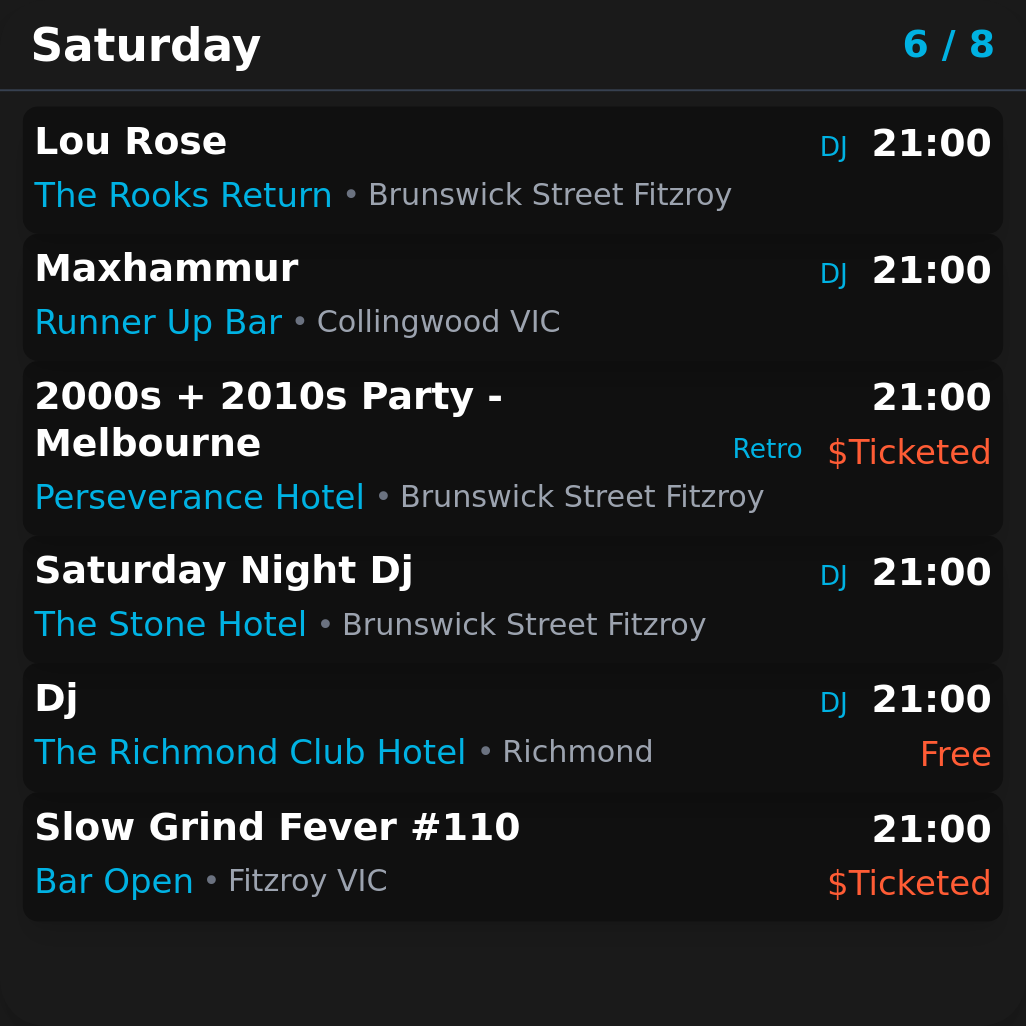 Saturday 6 / 8
Lou Rose DJ 21:00
The Rooks Return • Brunswick Street Fitzroy
Maxhammur DJ 21:00
Runner Up Bar • Collingwood VIC
2000s + 2010s Party - 21:00
Melbourne Retro $Ticketed
Perseverance Hotel • Brunswick Street Fitzroy
Saturday Night Dj DJ 21:00
The Stone Hotel • Brunswick Street Fitzroy
Dj DJ 21:00
The Richmond Club Hotel • Richmond Free
Slow Grind Fever #110 21:00
Bar Open • Fitzroy VIC $Ticketed